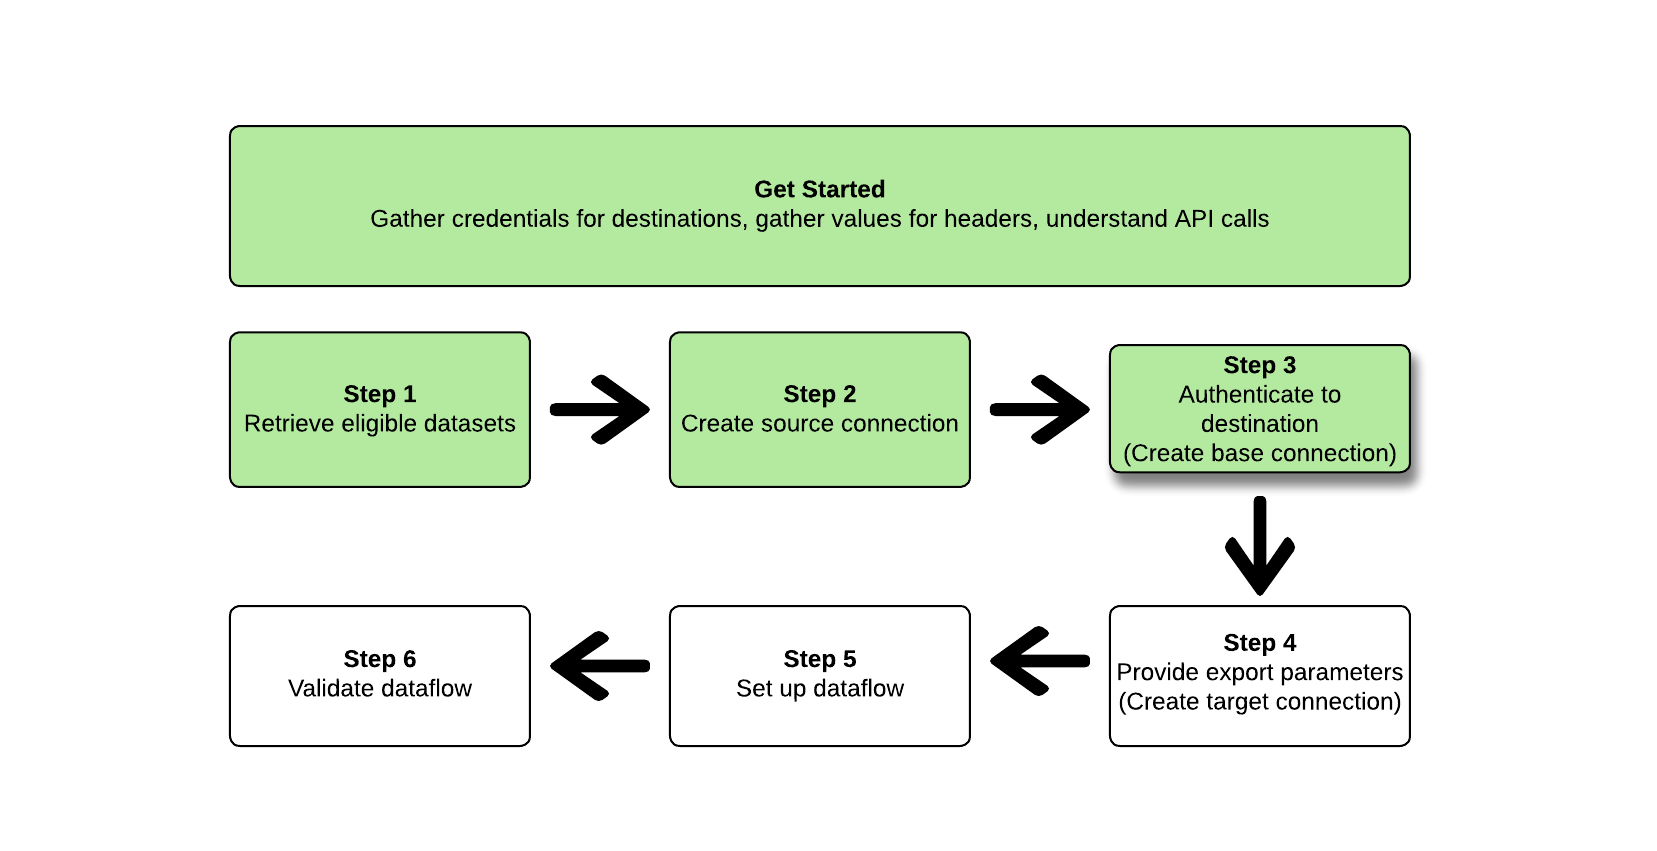 Get Started
Gather credentials for destinations, gather values for headers, understand API calls
Step 1
Retrieve eligible datasets
Step 2
Create source connection
Step 3
Authenticate to
destination
(Create base connection)
Step 4
Provide export parameters
(Create target connection)
Step 5
Set up dataflow
Step 6
Validate dataflow